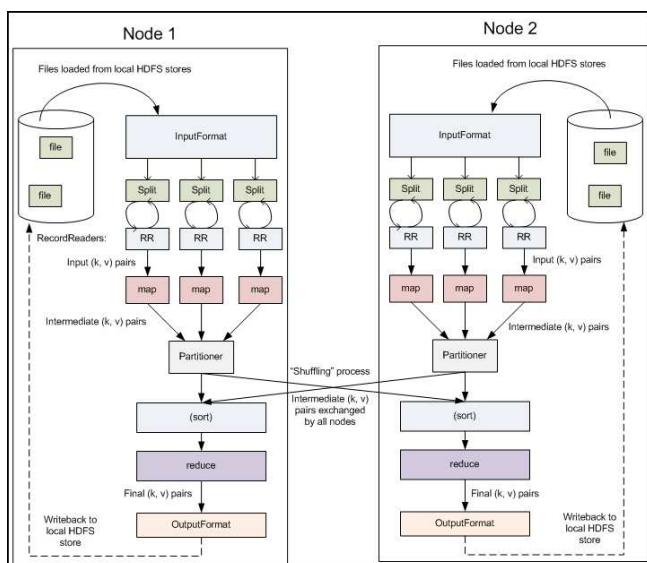 Node 1
Files loaded from local HDFS stores
file
file
InputFormat
Split
Split
Split
RecordReaders:
RR
RR
RR
Input (k, v) pairs
map
map
map
Intermediate (k, v) pairs
Partitioner
(sort)
reduce
Final (k, v) pairs
Writeback to
local HDFS
store
OutputFormat
"Shuffling" process
Intermediate (k, v)
pairs exchanged
by all nodes
Node 2
Files loaded from local HDFS stores
InputFormat
file
file
Split
Split
Split
RR
RR
RR
Input (k, v) pairs
map
map
map
Intermediate (k, v) pairs
Partitioner
(sort)
reduce
Final (k, v) pairs
OutputFormat
Writeback to
local HDFS
store